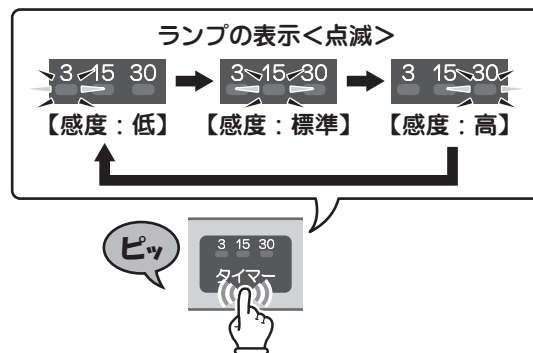 ランプの表示<点滅>
3 15 30
3 15 30
3 15 30
【感度:低】
【感度:標準】
【感度:高】
ピッ
3 15 30
タイマー